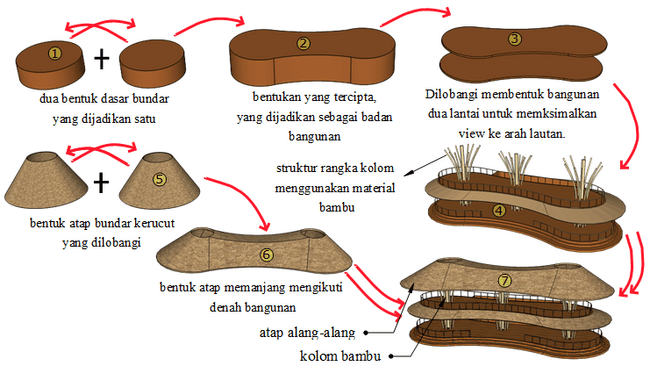 1
+
2
3
dua bentuk dasar bundar
yang dijadikan satu
bentukan yang tercipta,
yang dijadikan sebagai badan
bangunan
Dilobangi membentuk bangunan
dua lantai untuk memksimalkan
view ke arah lautan.
+
5
bentuk atap bundar kerucut
yang dilobangi
struktur rangka kolom
menggunakan material
bambu
4
6
bentuk atap memanjang mengikuti
denah bangunan
7
atap alang-alang
kolom bambu